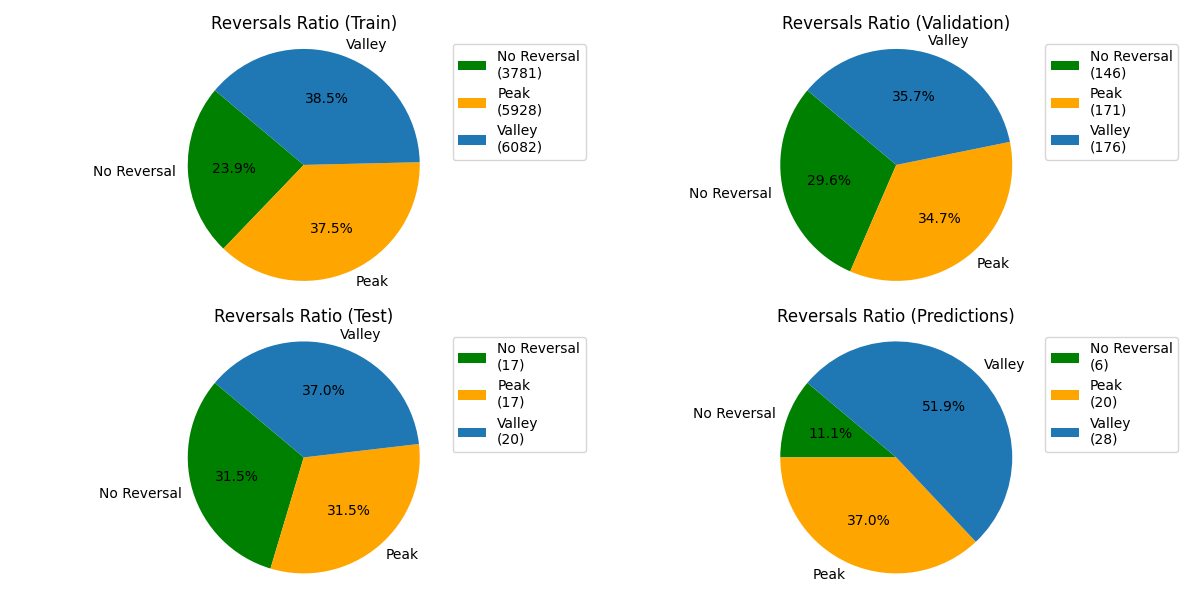 Reversals Ratio (Train)
Valley
38.5%
No Reversal
23.9%
37.5%
Peak
No Reversal
(3781)
Peak
(5928)
Valley
(6082)
Reversals Ratio (Validation)
Valley
35.7%
No Reversal
29.6%
34.7%
Peak
No Reversal
(146)
Peak
(171)
Valley
(176)
Reversals Ratio (Test)
Valley
37.0%
No Reversal
31.5%
31.5%
Peak
No Reversal
(17)
Peak
(17)
Valley
(20)
Reversals Ratio (Predictions)
Valley
51.9%
No Reversal
11.1%
37.0%
Peak
No Reversal
(6)
Peak
(20)
Valley
(28)